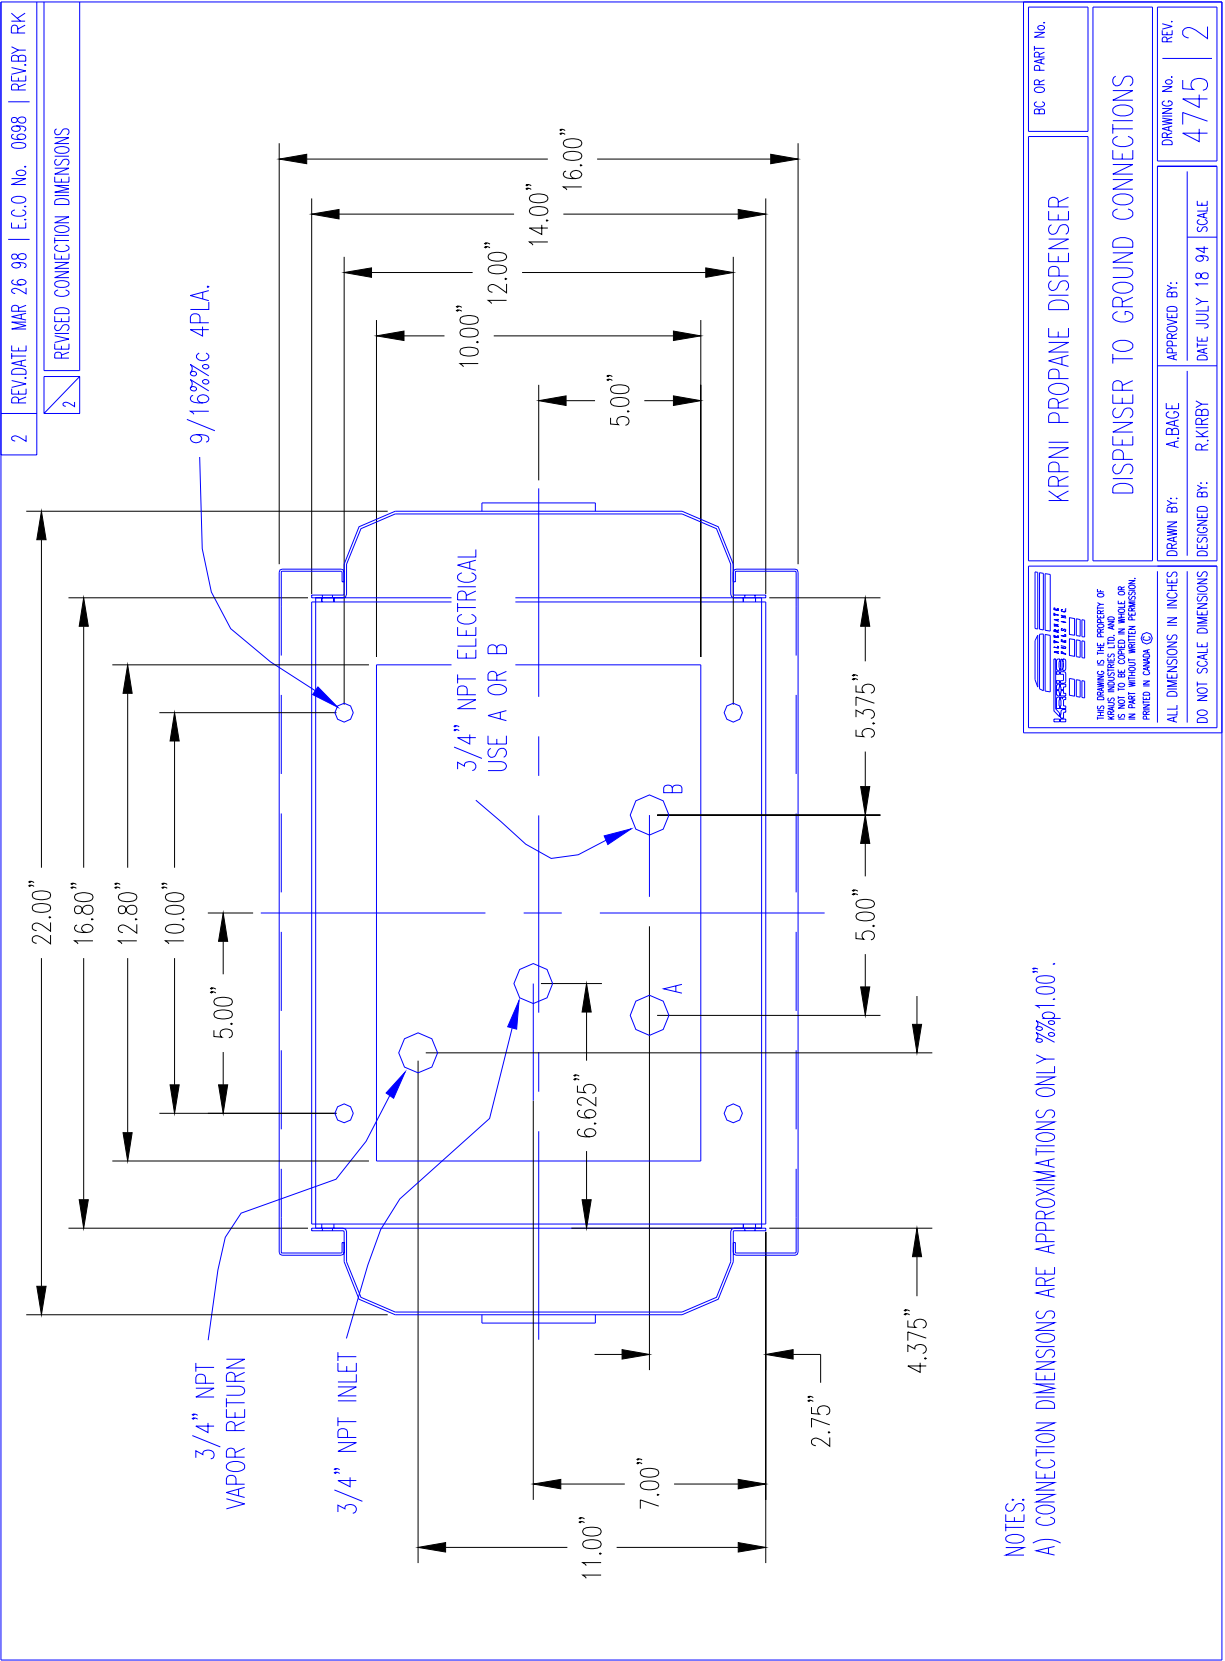 2 REV.DATE MAR 26 98 | E.C.O No. 0698 | REV.BY RK
2 REVISED CONNECTION DIMENSIONS
22.00"
16.80"
12.80"
10.00"
5.00"
9/16%%c 4PLA.
16.00"
14.00"
12.00"
10.00"
5.00"
3/4" NPT ELECTRICAL
USE A OR B
3/4" NPT
VAPOR RETURN
3/4" NPT INLET
A
B
6.625"
5.00"
5.375"
4.375"
2.75"
7.00"
11.00"
NOTES:
A) CONNECTION DIMENSIONS ARE APPROXIMATIONS ONLY %%p1.00".
KRAUS ALTERNATE
FUELS INC.
THIS DRAWING IS THE PROPERTY OF
KRAUS INDUSTRIES LTD. AND
IS NOT TO BE COPIED IN WHOLE OR
IN PART WITHOUT WRITTEN PERMISSION.
PRINTED IN CANADA ©
ALL DIMENSIONS IN INCHES
DO NOT SCALE DIMENSIONS
KRPNI PROPANE DISPENSER
BC OR PART No.
DISPENSER TO GROUND CONNECTIONS
DRAWN BY: A.BAGE
APPROVED BY:
DESIGNED BY: R.KIRBY
DATE JULY 18 94
SCALE
DRAWING No.
4745
REV.
2